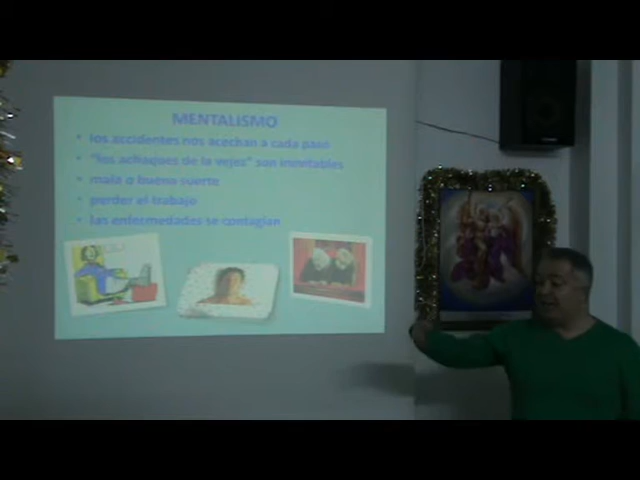 MENTALISMO
• los accidentes nos acechan a cada paso
• "los achaques de la vejes" son inevitables
• mala o buena suerte
• perder el trabajo
• las enfermedades se contagian